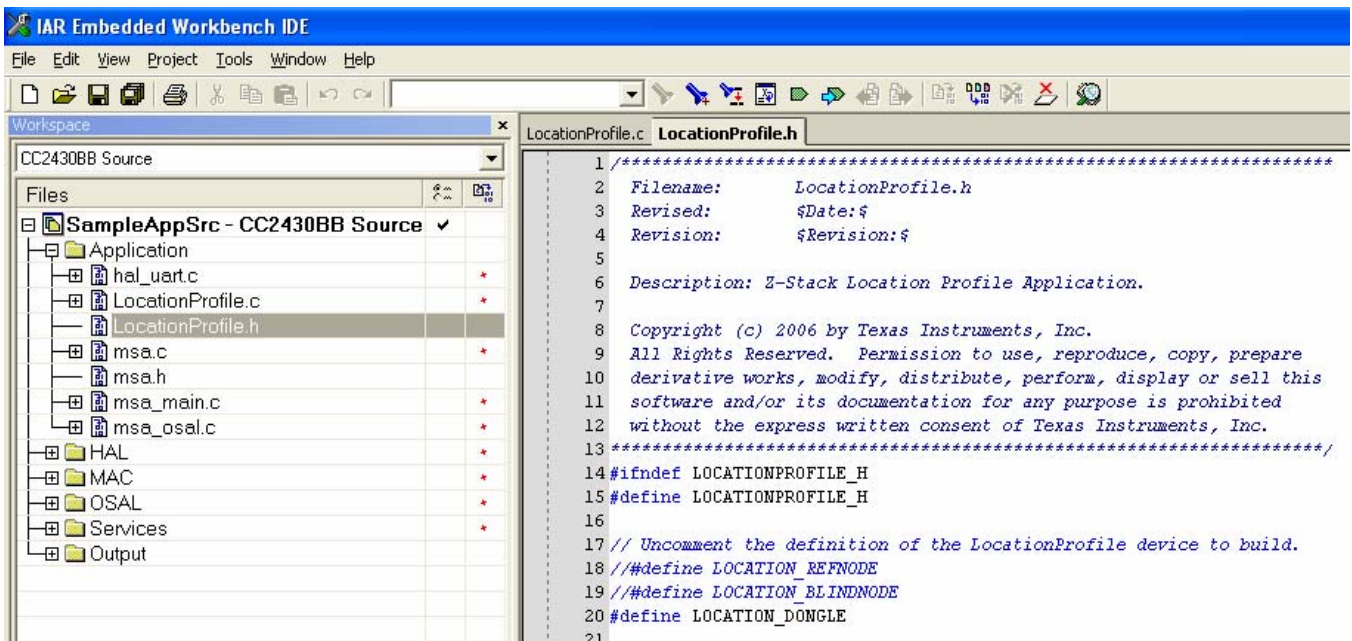 IAR Embedded Workbench IDE
File Edit View Project Tools Window Help
Workspace
CC2430BB Source
Files
SampleAppSrc - CC2430BB Source
Application
hal_uart.c
LocationProfile.c
LocationProfile.h
msa.c
msa.h
msa_main.c
msa_osal.c
HAL
MAC
OSAL
Services
Output
LocationProfile.c LocationProfile.h
1 /*********************************************************************
2 Filename: LocationProfile.h
3 Revised: $Date:$
4 Revision: $Revision:$
5
6 Description: Z-Stack Location Profile Application.
7
8 Copyright (c) 2006 by Texas Instruments, Inc.
9 All Rights Reserved. Permission to use, reproduce, copy, prepare
10 derivative works, modify, distribute, perform, display or sell this
11 software and/or its documentation for any purpose is prohibited
12 without the express written consent of Texas Instruments, Inc.
13 *********************************************************************/
14 #ifndef LOCATIONPROFILE_H
15 #define LOCATIONPROFILE_H
16
17 // Uncomment the definition of the LocationProfile device to build.
18 //#define LOCATION_REFNODE
19 //#define LOCATION_BLINDNODE
20 #define LOCATION_DONGLE
21